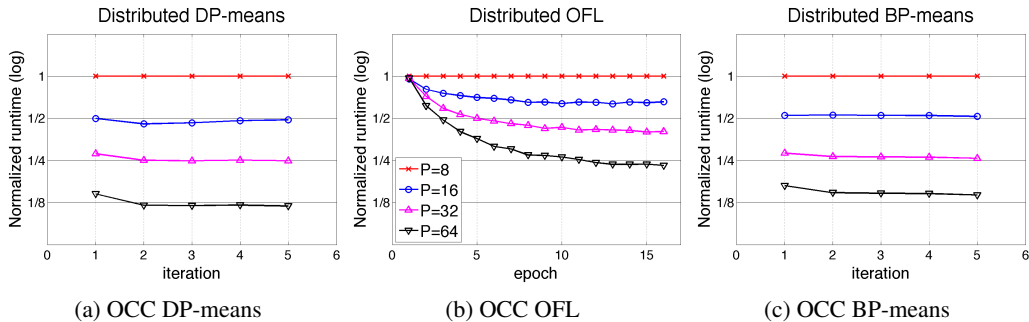 Distributed DP-means
Normalized runtime (log)
1
1/2
1/4
1/8
0 1 2 3 4 5 6
iteration
(a) OCC DP-means
Distributed OFL
Normalized runtime (log)
1
1/2
1/4
1/8
P=8
P=16
P=32
P=64
0 5 10 15
epoch
(b) OCC OFL
Distributed BP-means
Normalized runtime (log)
1
1/2
1/4
1/8
0 1 2 3 4 5 6
iteration
(c) OCC BP-means